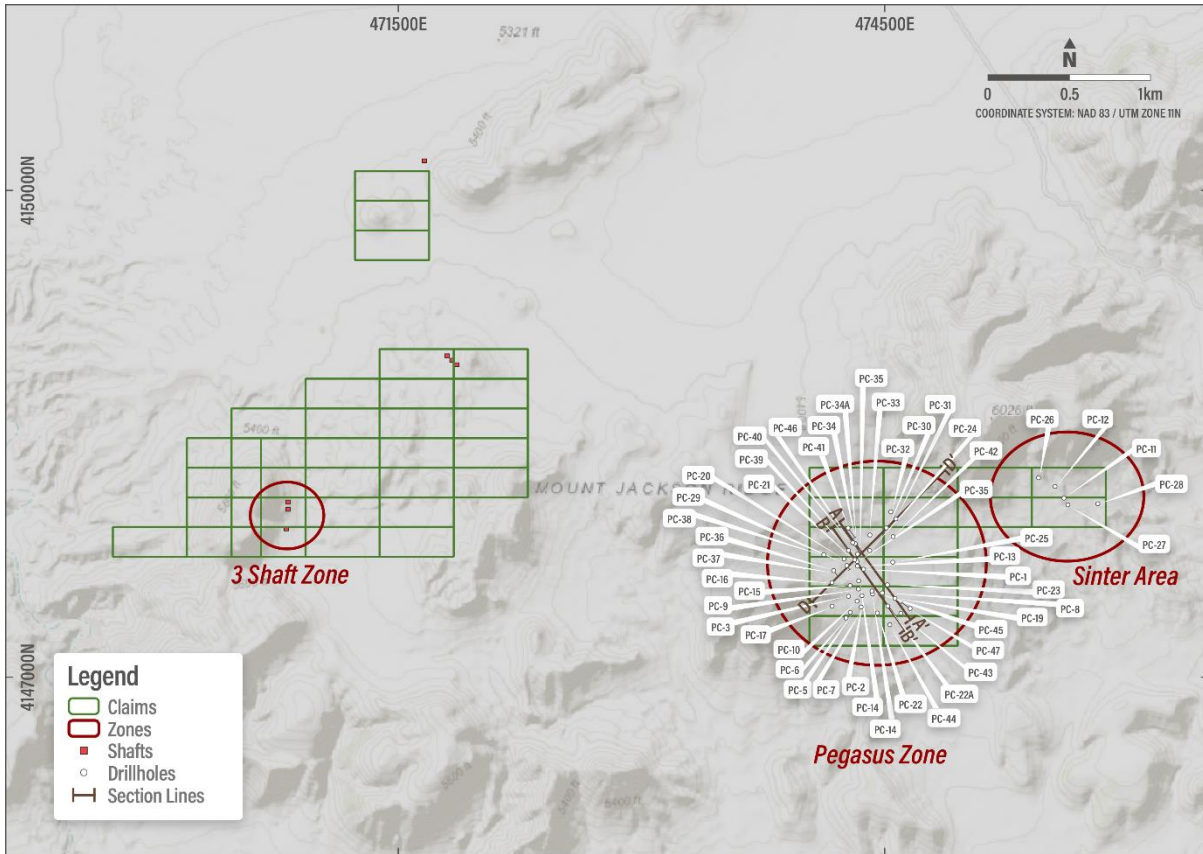 471500E
474500E
5321 ft
N
0 0.5 1km
COORDINATE SYSTEM: NAD 83 / UTM ZONE 11N
5400 ft
4150000N
PC-35
PC-34A
PC-33
PC-31
PC-46
PC-34
PC-30
PC-24
PC-40
PC-41
PC-32
PC-42
PC-39
PC-35
PC-20
PC-21
PC-29
PC-38
PC-36
PC-37
PC-16
PC-15
PC-9
PC-3
PC-17
PC-10
PC-6
PC-5
PC-7
PC-2
PC-14
PC-14
PC-22
PC-44
PC-22A
PC-43
PC-47
PC-45
PC-19
PC-8
PC-23
PC-1
PC-13
PC-25
6026 ft
PC-26
PC-12
PC-11
PC-28
PC-27
5400 ft
MOUNT JACKSON
A
B
D
A'
B'
D'
3 Shaft Zone
Sinter Area
Pegasus Zone
4147000N
Legend
Claims
Zones
Shafts
Drillholes
Section Lines